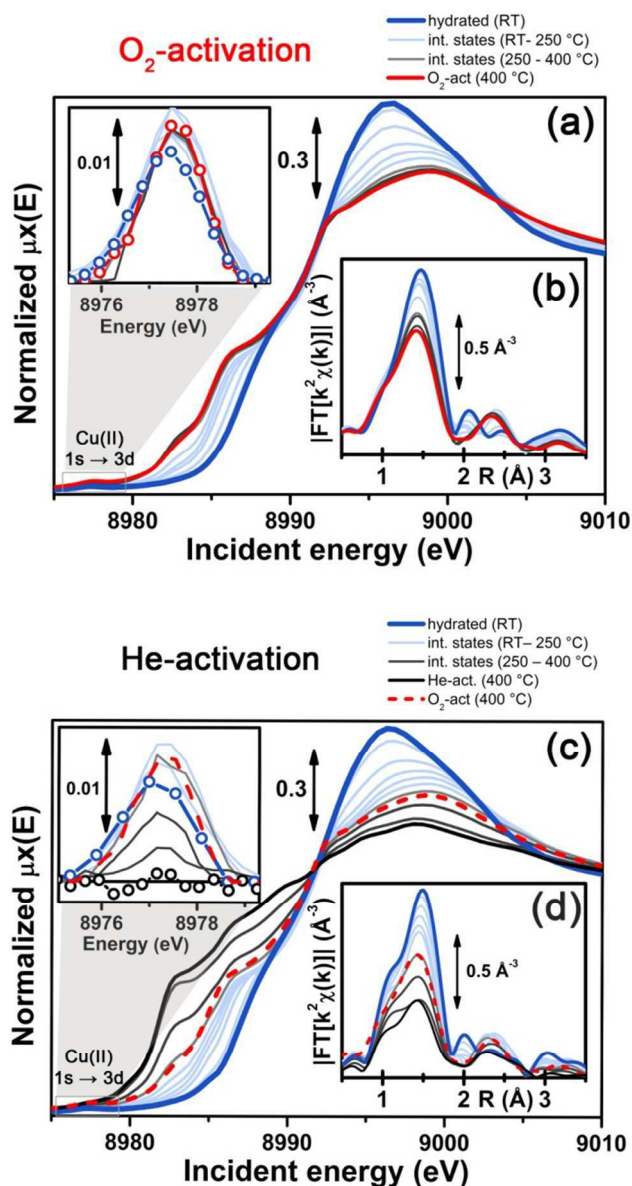 O₂-activation
hydrated (RT)
int. states (RT- 250 °C)
int. states (250 - 400 °C)
O₂-act (400 °C)
(a)
0.01
0.3
8976 8978
Energy (eV)
(b)
|FT[k²χ(k)]| (Å⁻³)
0.5 Å⁻³
1 2 R (Å) 3
Cu(II)
1s → 3d
Normalized μx(E)
8980 8990 9000 9010
Incident energy (eV)
He-activation
hydrated (RT)
int. states (RT– 250 °C)
int. states (250 – 400 °C)
He-act. (400 °C)
O₂-act (400 °C)
(c)
0.01
0.3
8976 8978
Energy (eV)
(d)
|FT[k²χ(k)]| (Å⁻³)
0.5 Å⁻³
1 2 R (Å) 3
Cu(II)
1s → 3d
Normalized μx(E)
8980 8990 9000 9010
Incident energy (eV)